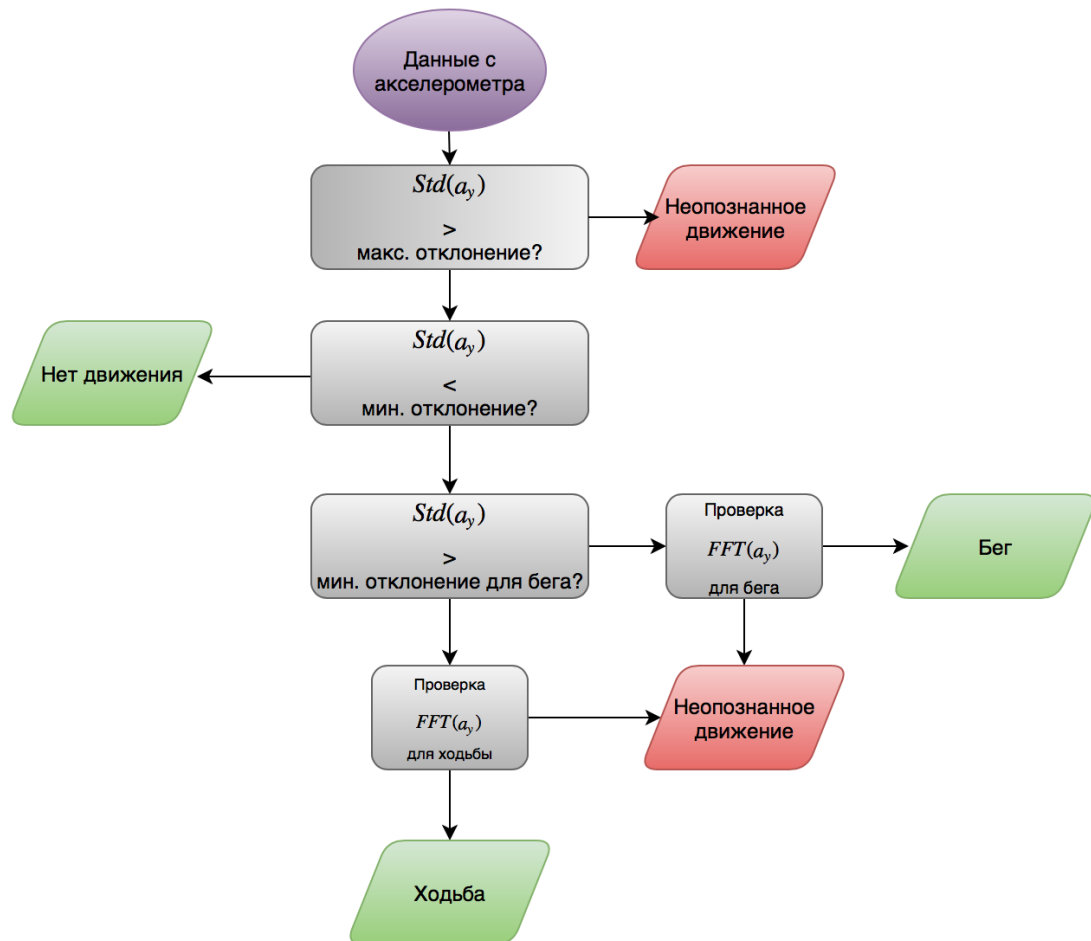 Данные с
акселерометра
Std(a_y)
>
макс. отклонение?
Неопознанное
движение
Std(a_y)
<
мин. отклонение?
Нет движения
Std(a_y)
>
мин. отклонение для бега?
Проверка
FFT(a_y)
для бега
Бег
Проверка
FFT(a_y)
для ходьбы
Неопознанное
движение
Ходьба